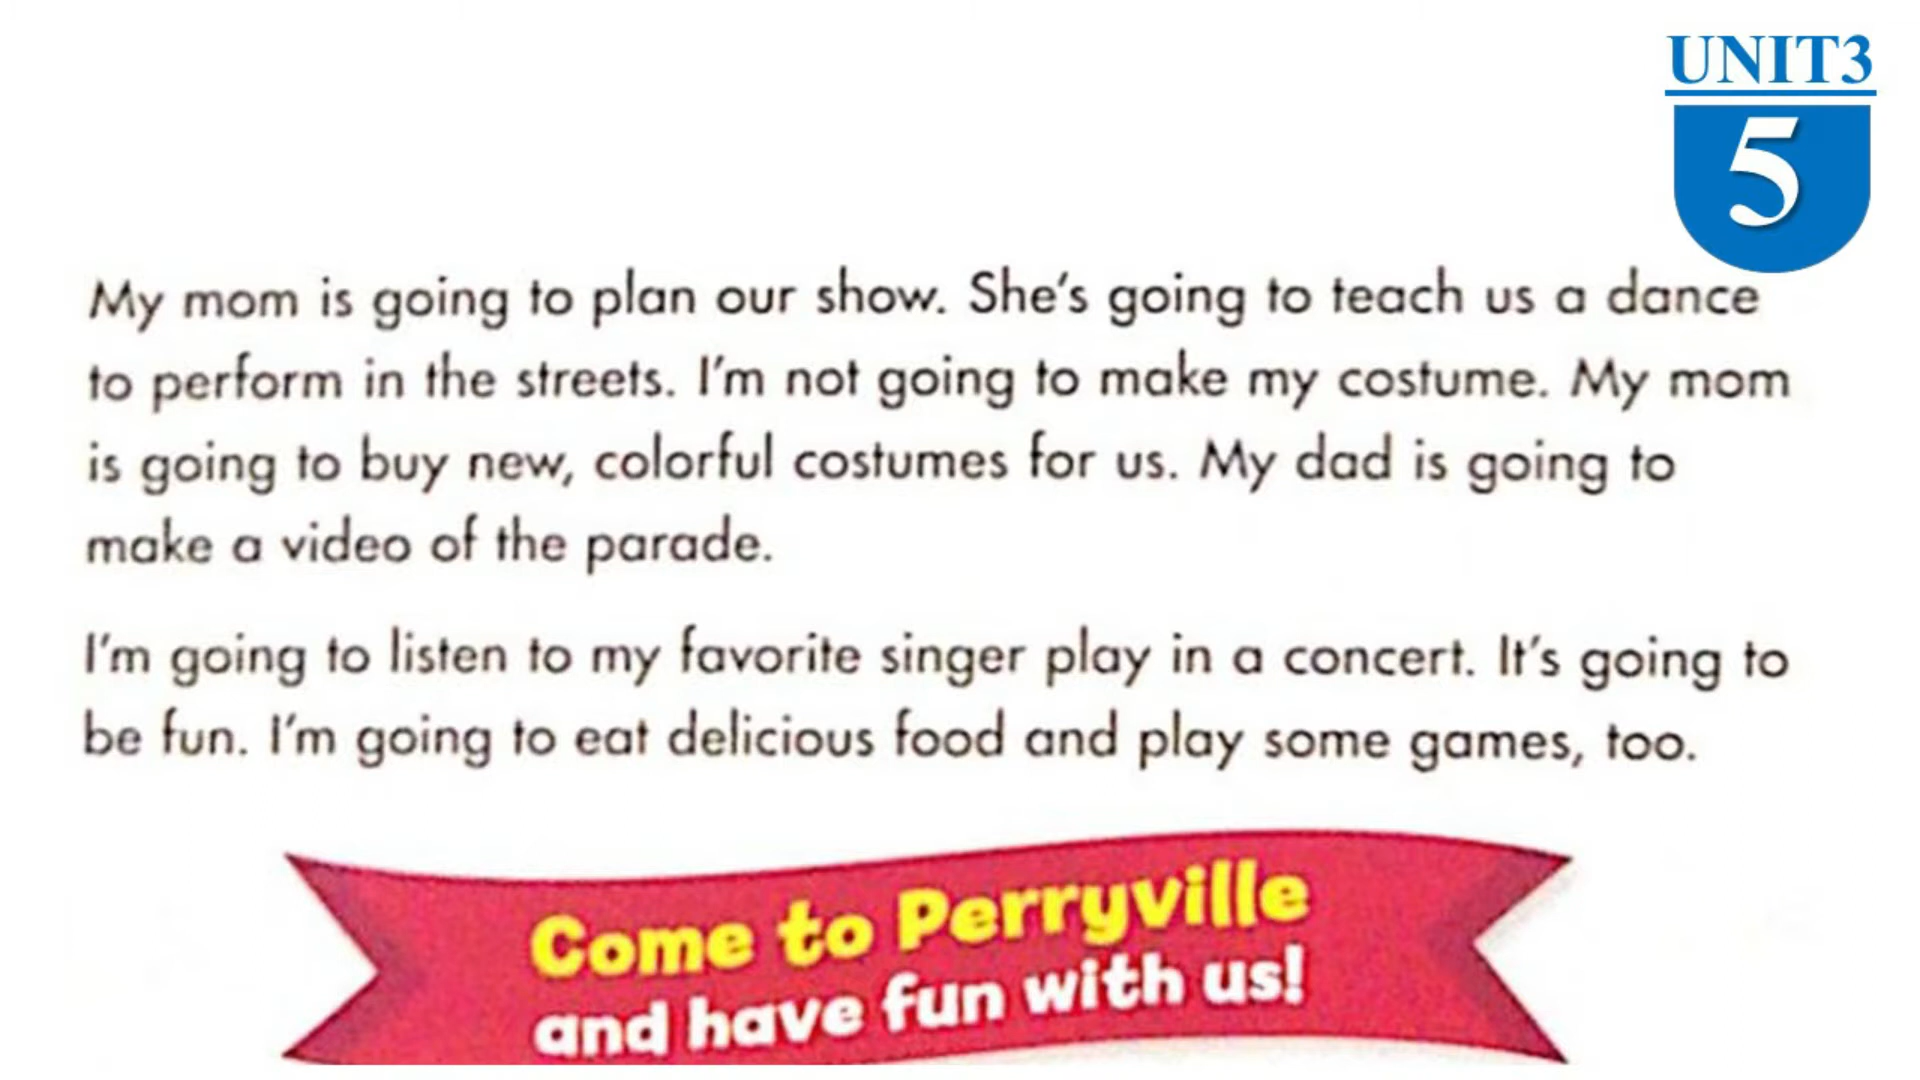 UNIT3
5
My mom is going to plan our show. She's going to teach us a dance
to perform in the streets. I'm not going to make my costume. My mom
is going to buy new, colorful costumes for us. My dad is going to
make a video of the parade.
I'm going to listen to my favorite singer play in a concert. It's going to
be fun. I'm going to eat delicious food and play some games, too.
Come to Perryville
and have fun with us!